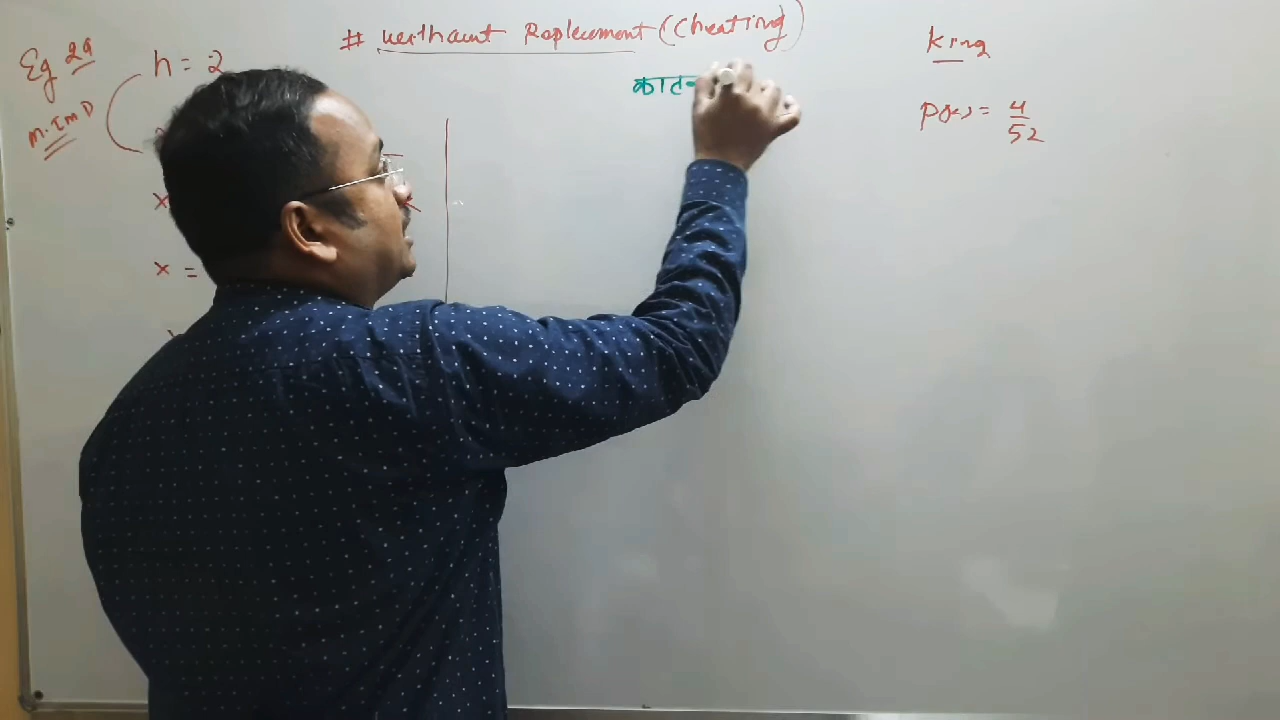 Eg 29
M. Imp
n = 2
x
x =
# Without Replacement (Cheating)
काट
King
P(K) = 4/52